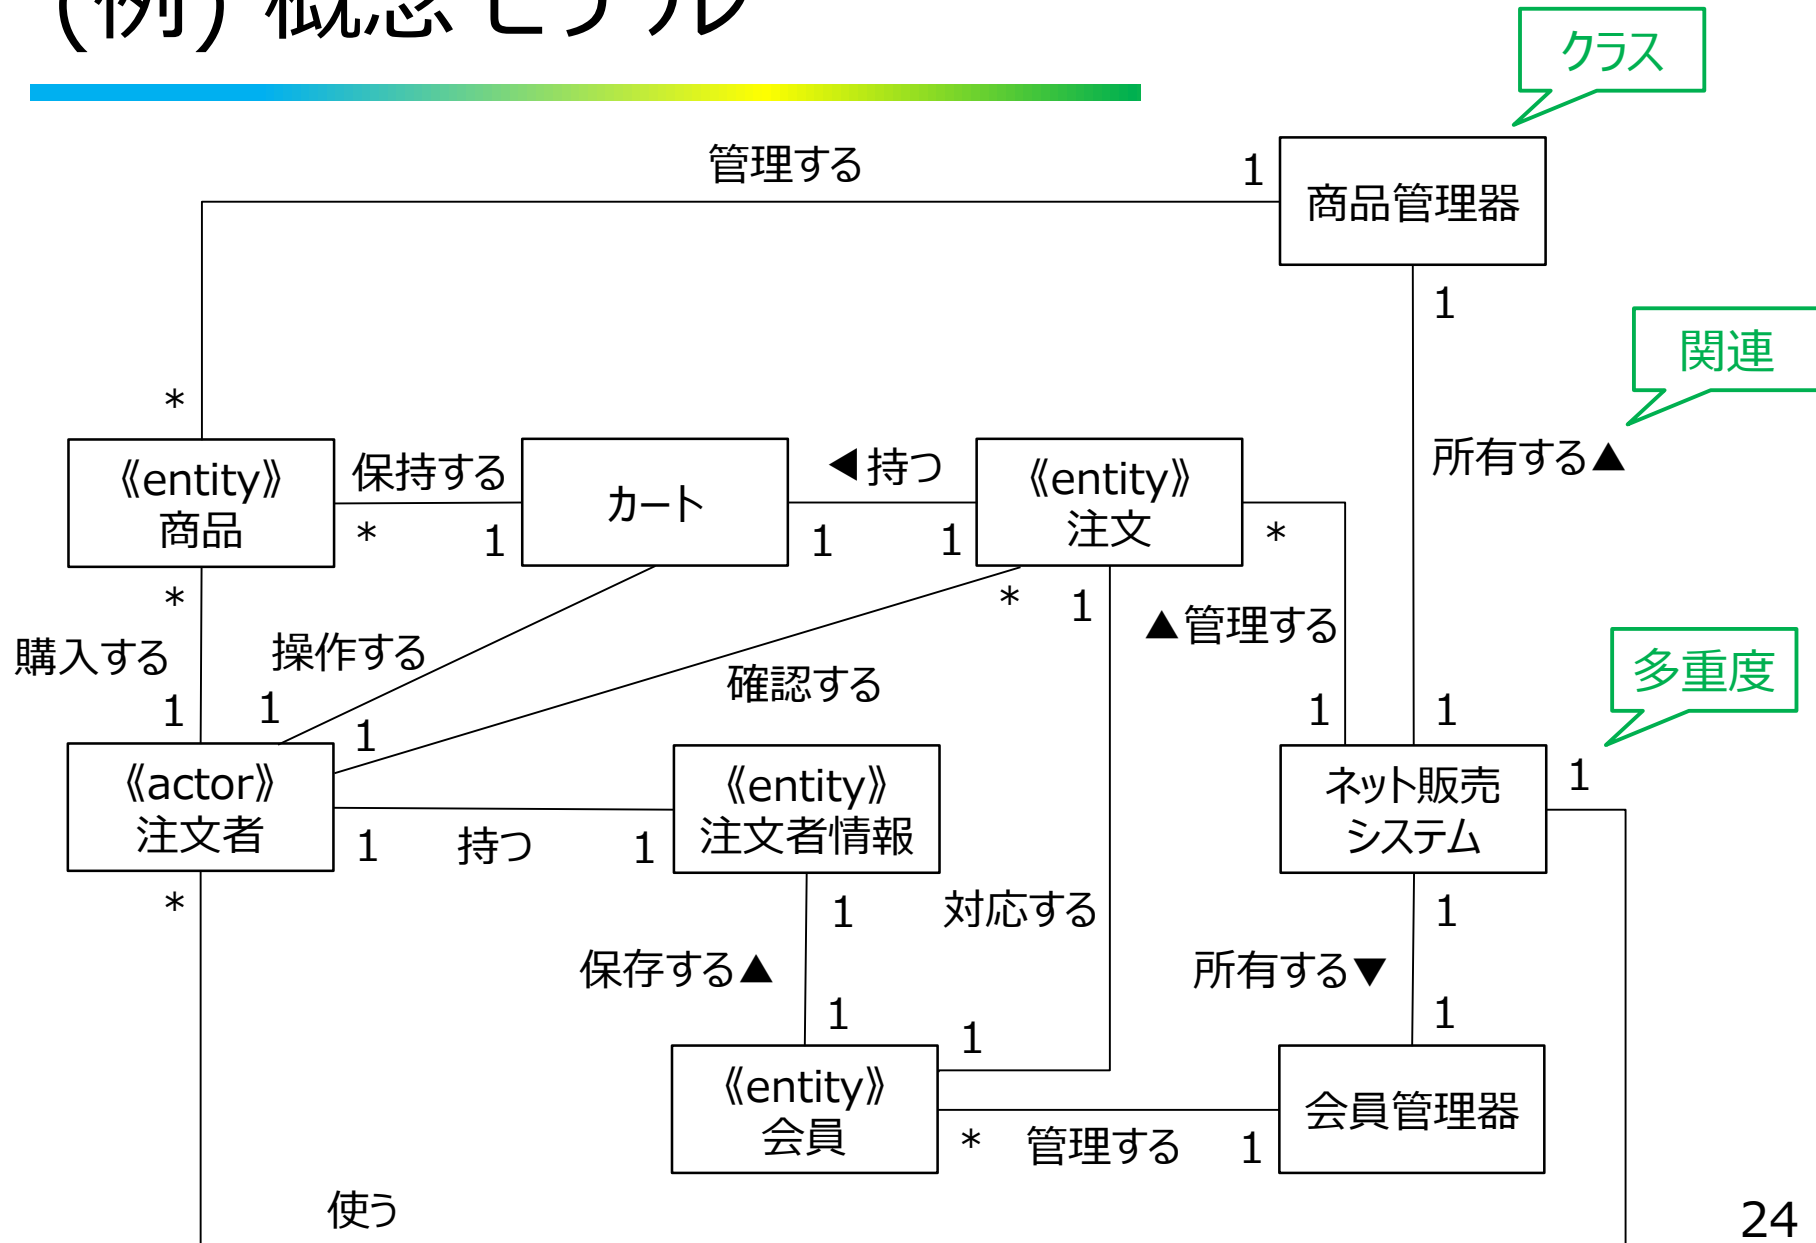 (例) 概念モデル
クラス
管理する
1
商品管理器
1
関連
*
所有する▲
《entity》
商品
保持する
*
1
カート
◀持つ
1
1
《entity》
注文
*
*
購入する
1
操作する
1
*
1
確認する
1
▲管理する
1
1
多重度
《actor》
注文者
1
持つ
1
《entity》
注文者情報
ネット販売
システム
1
*
1
対応する
1
保存する▲
所有する▼
1
1
1
《entity》
会員
*
管理する
1
会員管理器
使う
24